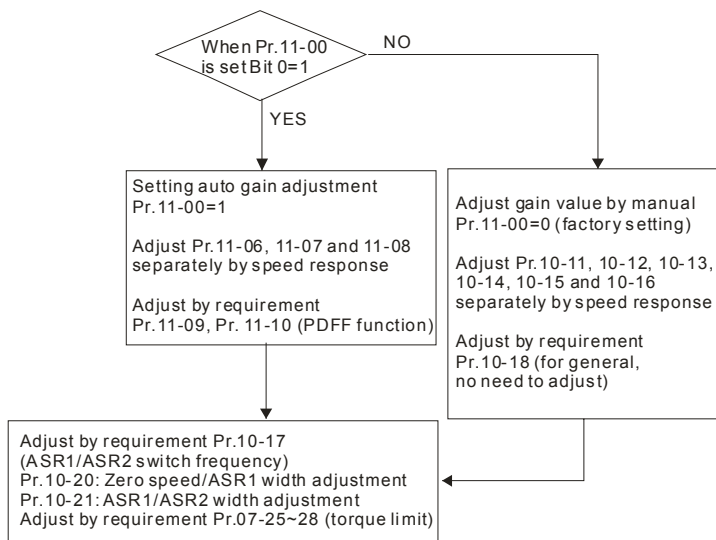 When Pr.11-00
is set Bit 0=1
NO
YES
Setting auto gain adjustment
Pr.11-00=1
Adjust Pr.11-06, 11-07 and 11-08
separately by speed response
Adjust by requirement
Pr.11-09, Pr. 11-10 (PDFF function)
Adjust gain value by manual
Pr.11-00=0 (factory setting)
Adjust Pr.10-11, 10-12, 10-13,
10-14, 10-15 and 10-16
separately by speed response
Adjust by requirement
Pr.10-18 (for general,
no need to adjust)
Adjust by requirement Pr.10-17
(ASR1/ASR2 switch frequency)
Pr.10-20: Zero speed/ASR1 width adjustment
Pr.10-21: ASR1/ASR2 width adjustment
Adjust by requirement Pr.07-25~28 (torque limit)